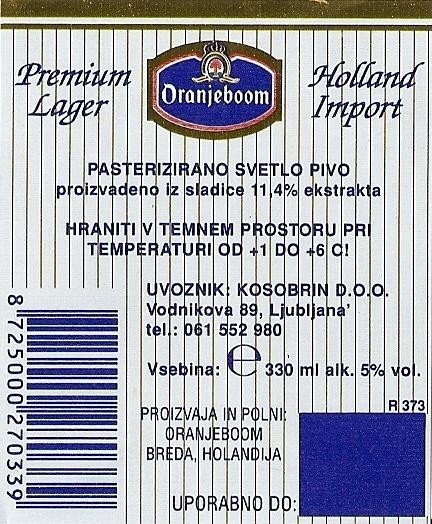 Premium Lager
Oranjeboom
Holland Import
PASTERIZIRANO SVETLO PIVO
proizvadeno iz sladice 11,4% ekstrakta
HRANITI V TEMNEM PROSTORU PRI
TEMPERATURI OD +1 DO +6 C!
UVOZNIK: KOSOBRIN D.O.O.
Vodnikova 89, Ljubljana'
tel.: 061 552 980
Vsebina: ℮ 330 ml alk. 5% vol.
R 373
PROIZVAJA IN POLNI:
ORANJEBOOM
BREDA, HOLANDIJA
UPORABNO DO:
8 725000 270339